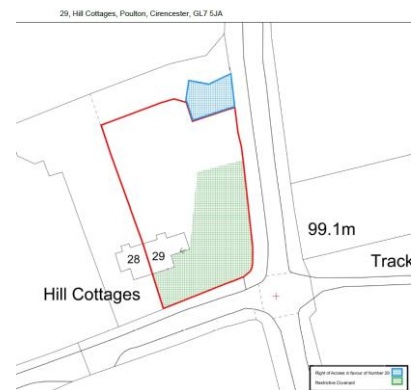 29, Hill Cottages, Poulton, Cirencester, GL7 5JA
99.1m
Track
28
29
Hill Cottages
Right of Access in favour of Number 29
Restrictive Covenant